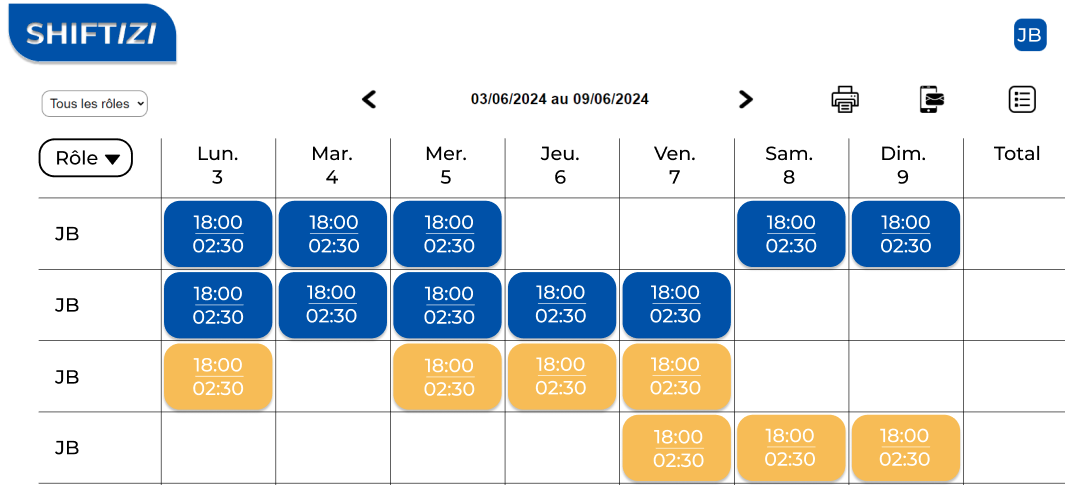 SHIFTIZI
JB
Tous les rôles
03/06/2024 au 09/06/2024
Rôle
Lun. Mar. Mer. Jeu. Ven. Sam. Dim. Total
3 4 5 6 7 8 9
JB 18:00 18:00 18:00 18:00 18:00
02:30 02:30 02:30 02:30 02:30
JB 18:00 18:00 18:00 18:00 18:00
02:30 02:30 02:30 02:30 02:30
JB 18:00 18:00 18:00 18:00
02:30 02:30 02:30 02:30
JB 18:00 18:00 18:00
02:30 02:30 02:30